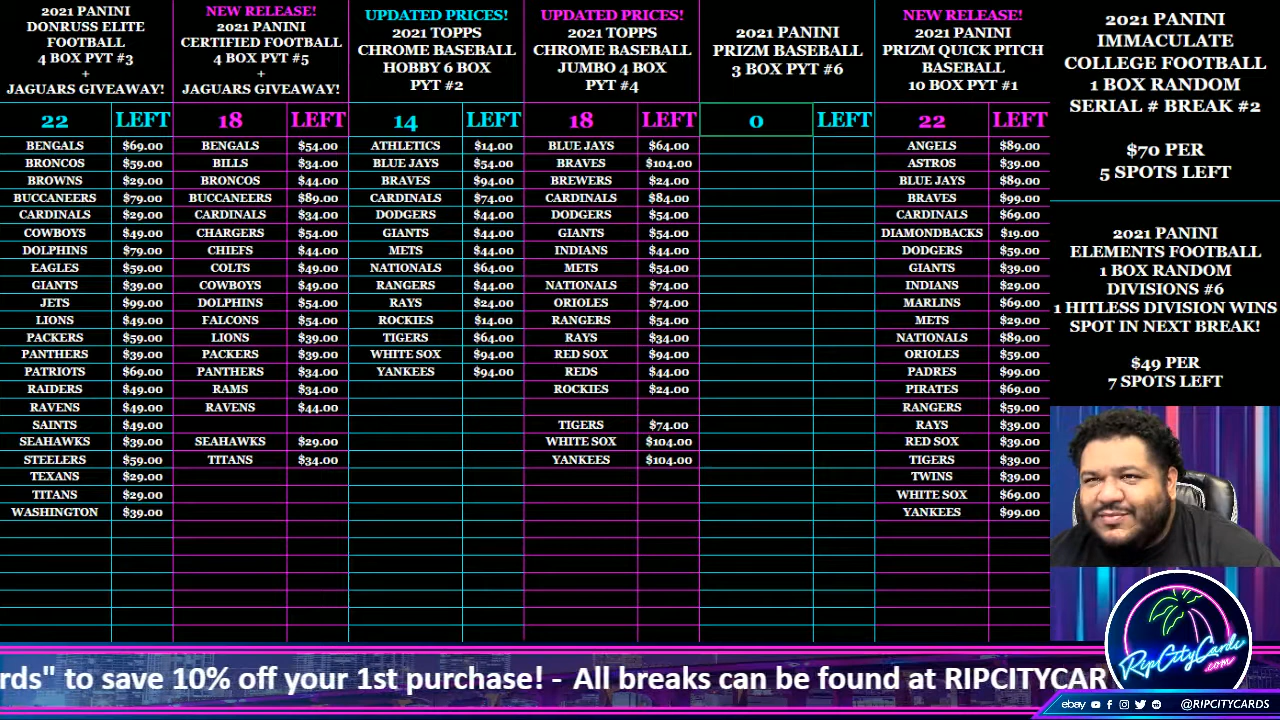 2021 PANINI
DONRUSS ELITE
FOOTBALL
4 BOX PYT #3
+
JAGUARS GIVEAWAY!
22 LEFT
BENGALS $69.00
BRONCOS $59.00
BROWNS $29.00
BUCCANEERS $79.00
CARDINALS $29.00
COWBOYS $49.00
DOLPHINS $79.00
EAGLES $59.00
GIANTS $39.00
JETS $99.00
LIONS $49.00
PACKERS $59.00
PANTHERS $39.00
PATRIOTS $69.00
RAIDERS $49.00
RAVENS $49.00
SAINTS $49.00
SEAHAWKS $39.00
STEELERS $59.00
TEXANS $29.00
TITANS $29.00
WASHINGTON $39.00
NEW RELEASE!
2021 PANINI
CERTIFIED FOOTBALL
4 BOX PYT #5
+
JAGUARS GIVEAWAY!
18 LEFT
BENGALS $54.00
BILLS $34.00
BRONCOS $44.00
BUCCANEERS $89.00
CARDINALS $34.00
CHARGERS $54.00
CHIEFS $44.00
COLTS $49.00
COWBOYS $49.00
DOLPHINS $54.00
FALCONS $54.00
LIONS $39.00
PACKERS $39.00
PANTHERS $34.00
RAMS $34.00
RAVENS $44.00
SEAHAWKS $29.00
TITANS $34.00
UPDATED PRICES!
2021 TOPPS
CHROME BASEBALL
HOBBY 6 BOX
PYT #2
14 LEFT
ATHLETICS $14.00
BLUE JAYS $54.00
BRAVES $94.00
CARDINALS $74.00
DODGERS $44.00
GIANTS $44.00
METS $44.00
NATIONALS $64.00
RANGERS $44.00
RAYS $24.00
ROCKIES $14.00
TIGERS $64.00
WHITE SOX $94.00
YANKEES $94.00
UPDATED PRICES!
2021 TOPPS
CHROME BASEBALL
JUMBO 4 BOX
PYT #4
18 LEFT
BLUE JAYS $64.00
BRAVES $104.00
BREWERS $24.00
CARDINALS $84.00
DODGERS $54.00
GIANTS $54.00
INDIANS $44.00
METS $54.00
NATIONALS $74.00
ORIOLES $74.00
RANGERS $54.00
RAYS $34.00
RED SOX $94.00
REDS $44.00
ROCKIES $24.00
TIGERS $74.00
WHITE SOX $104.00
YANKEES $104.00
2021 PANINI
PRIZM BASEBALL
3 BOX PYT #6
0 LEFT
NEW RELEASE!
2021 PANINI
PRIZM QUICK PITCH
BASEBALL
10 BOX PYT #1
22 LEFT
ANGELS $89.00
ASTROS $39.00
BLUE JAYS $89.00
BRAVES $99.00
CARDINALS $69.00
DIAMONDBACKS $19.00
DODGERS $59.00
GIANTS $39.00
INDIANS $29.00
MARLINS $69.00
METS $29.00
NATIONALS $89.00
ORIOLES $59.00
PADRES $99.00
PIRATES $69.00
RANGERS $59.00
RAYS $39.00
RED SOX $39.00
TIGERS $39.00
TWINS $39.00
WHITE SOX $69.00
YANKEES $99.00
2021 PANINI
IMMACULATE
COLLEGE FOOTBALL
1 BOX RANDOM
SERIAL # BREAK #2
$70 PER
5 SPOTS LEFT
2021 PANINI
ELEMENTS FOOTBALL
1 BOX RANDOM
DIVISIONS #6
1 HITLESS DIVISION WINS
SPOT IN NEXT BREAK!
$49 PER
7 SPOTS LEFT
RipCityCards
.com
rds" to save 10% off your 1st purchase! - All breaks can be found at RIPCITYCAR
ebay @RIPCITYCARDS